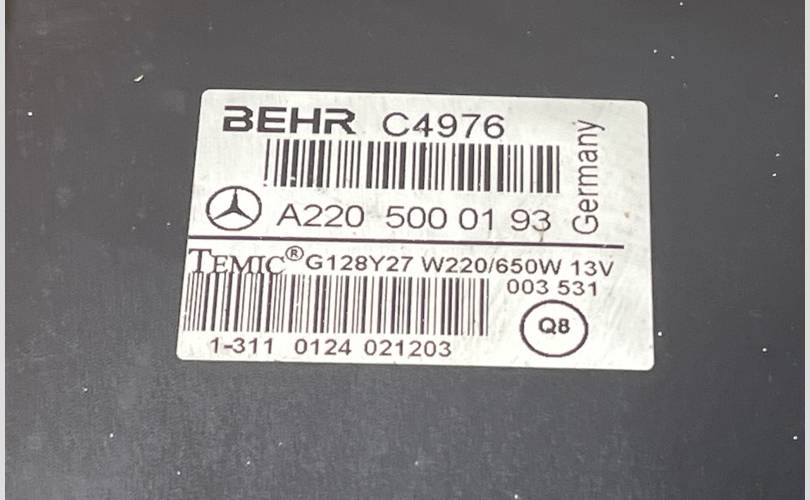 BEHR C4976
Germany
A220 500 01 93
TEMIC® G128Y27 W220/650W 13V
003 531
Q8
1-311 0124 021203